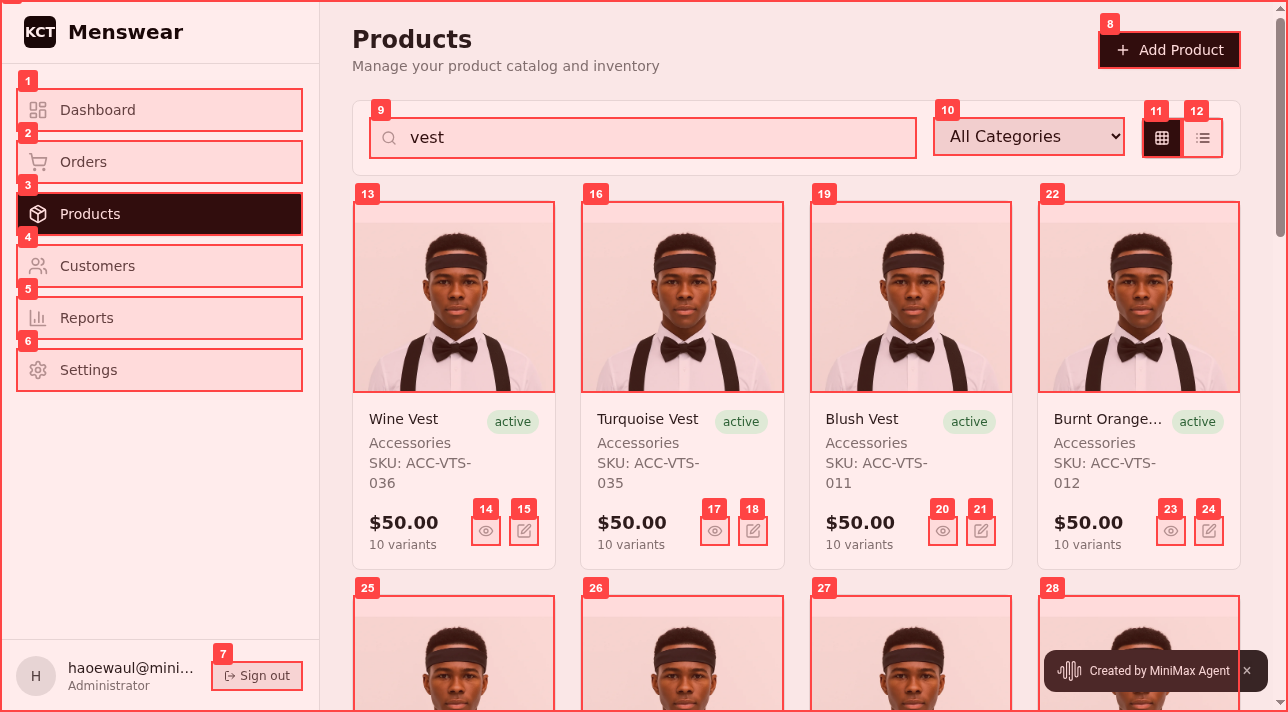 KCT Menswear
1
Dashboard
2
Orders
3
Products
4
Customers
5
Reports
6
Settings
H
haoewaul@mini...
Administrator
7
Sign out
Products
Manage your product catalog and inventory
8
Add Product
9
vest
10
All Categories
11
12
13
Wine Vest
active
Accessories
SKU: ACC-VTS-
036
$50.00
10 variants
14
15
16
Turquoise Vest
active
Accessories
SKU: ACC-VTS-
035
$50.00
10 variants
17
18
19
Blush Vest
active
Accessories
SKU: ACC-VTS-
011
$50.00
10 variants
20
21
22
Burnt Orange...
active
Accessories
SKU: ACC-VTS-
012
$50.00
10 variants
23
24
25
26
27
28
Created by MiniMax Agent